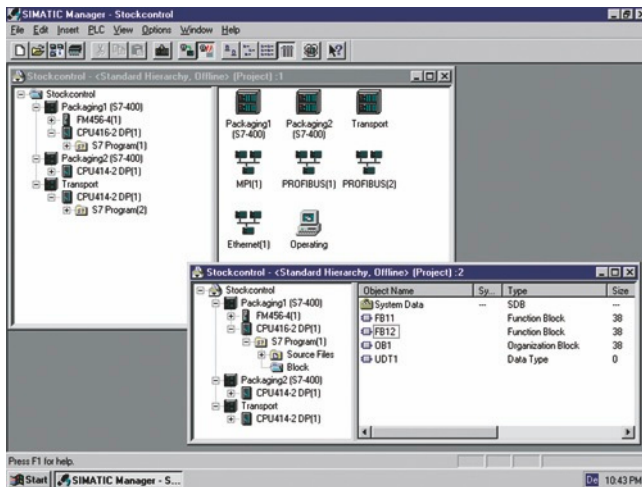 SIMATIC Manager - Stockcontrol
File Edit Insert PLC View Options Window Help
Stockcontrol - <Standard Hierarchy, Offline> (Project) :1
Stockcontrol
Packaging1 (S7-400)
FM456-4(1)
CPU416-2 DP(1)
S7 Program(1)
Packaging2 (S7-400)
CPU414-2 DP(1)
Transport
CPU414-2 DP(1)
S7 Program(2)
Packaging1 (S7-400)
Packaging2 (S7-400)
Transport
MPI(1) PROFIBUS(1) PROFIBUS(2)
Ethernet(1) Operating
Stockcontrol - <Standard Hierarchy, Offline> (Project) :2
Stockcontrol
Packaging1 (S7-400)
FM456-4(1)
CPU416-2 DP(1)
S7 Program(1)
Source Files
Block
Packaging2 (S7-400)
CPU414-2 DP(1)
Transport
CPU414-2 DP(1)
Object Name Sy... Type Size
System Data --- SDB ---
FB11 Function Block 38
FB12 Function Block 38
OB1 Organization Block 38
UDT1 Data Type 0
Press F1 for help.
Start SIMATIC Manager - S... De 10:43 PM